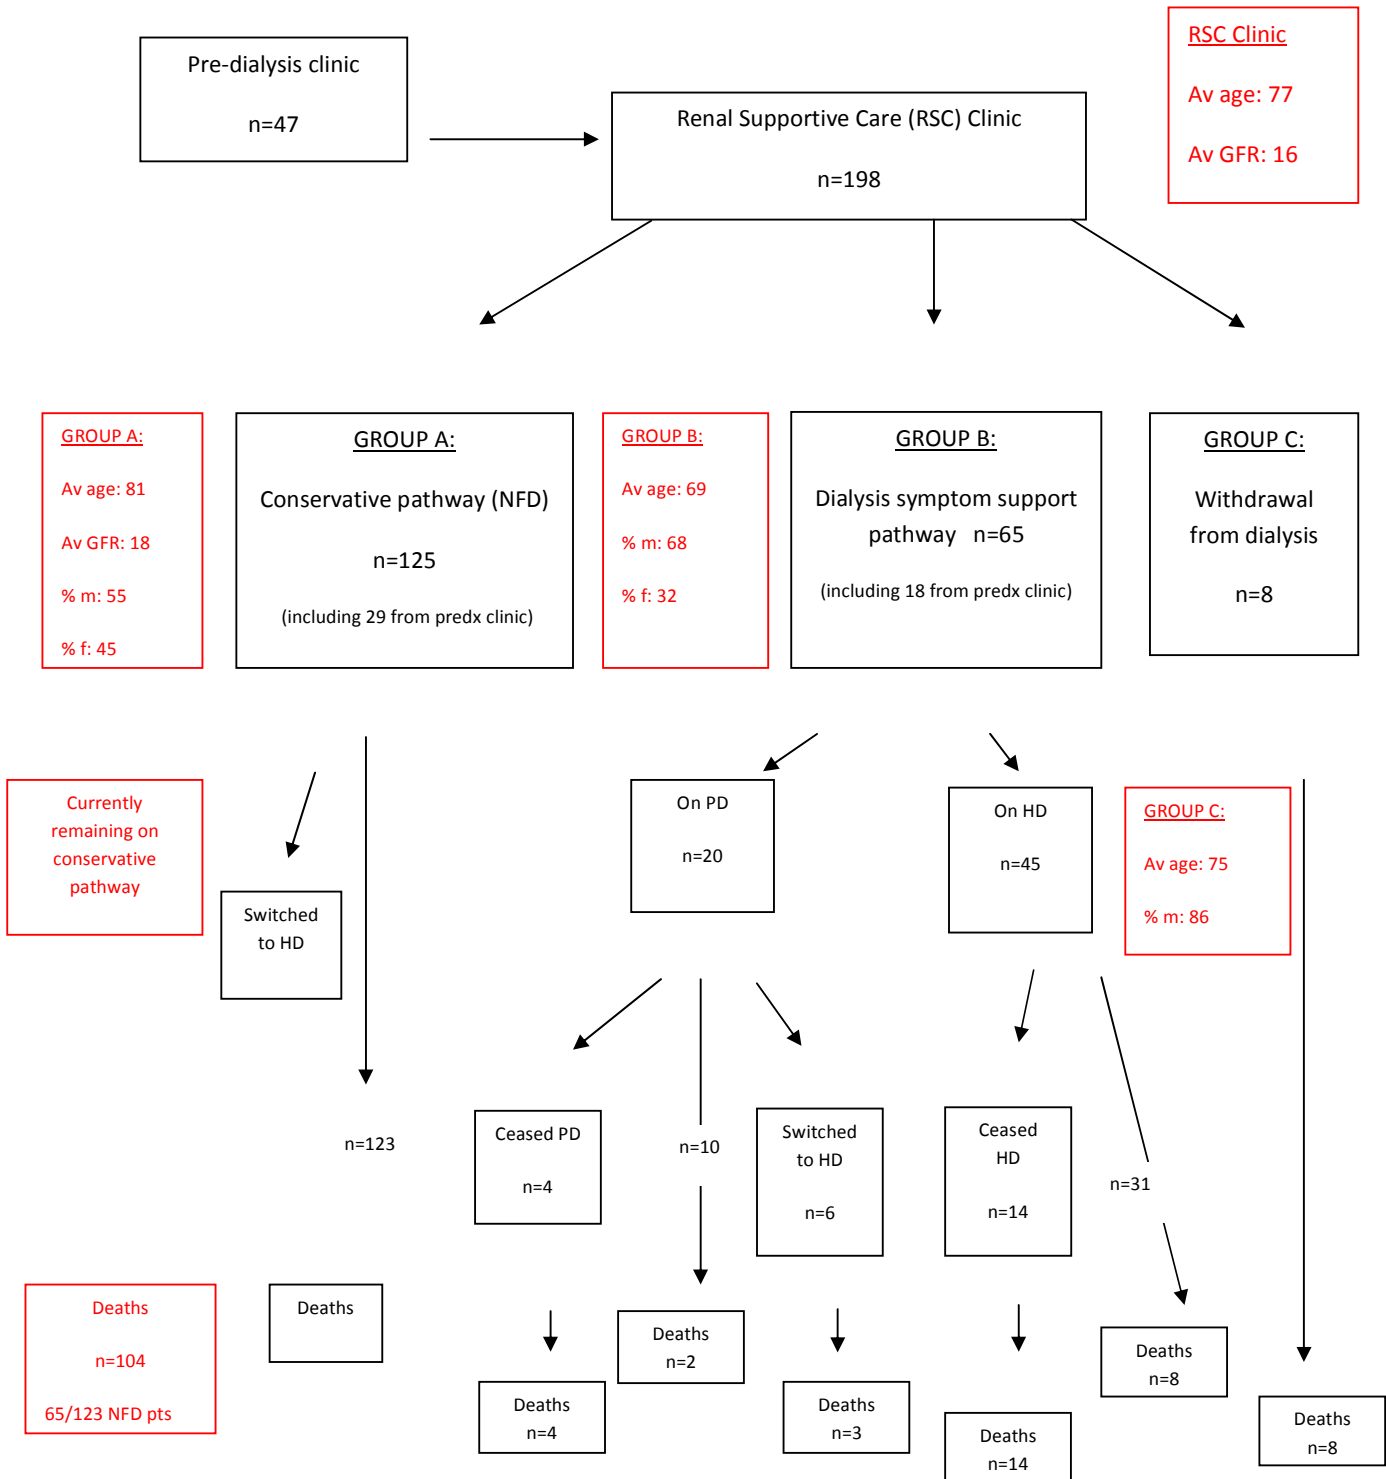 Pre-dialysis clinic
n=47
Renal Supportive Care (RSC) Clinic
n=198
RSC Clinic
Av age: 77
Av GFR: 16
GROUP A:
Av age: 81
Av GFR: 18
% m: 55
% f: 45
GROUP A:
Conservative pathway (NFD)
n=125
(including 29 from predx clinic)
GROUP B:
Av age: 69
% m: 68
% f: 32
GROUP B:
Dialysis symptom support
pathway n=65
(including 18 from predx clinic)
GROUP C:
Withdrawal
from dialysis
n=8
Currently
remaining on
conservative
pathway
Switched
to HD
On PD
n=20
On HD
n=45
GROUP C:
Av age: 75
% m: 86
n=123
Ceased PD
n=4
n=10
Switched
to HD
n=6
Ceased
HD
n=14
n=31
Deaths
n=104
65/123 NFD pts
Deaths
Deaths
n=4
Deaths
n=2
Deaths
n=3
Deaths
n=14
Deaths
n=8
Deaths
n=8